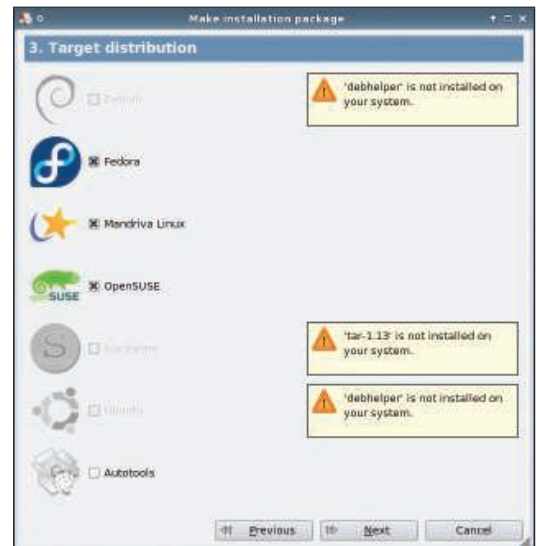 Make installation package
3. Target distribution
Debian
'debhelper' is not installed on
your system.
Fedora
Mandriva Linux
SUSE
OpenSUSE
S
'tar-1.13' is not installed on
your system.
Ubuntu
'debhelper' is not installed on
your system.
Autotools
Previous
Next
Cancel